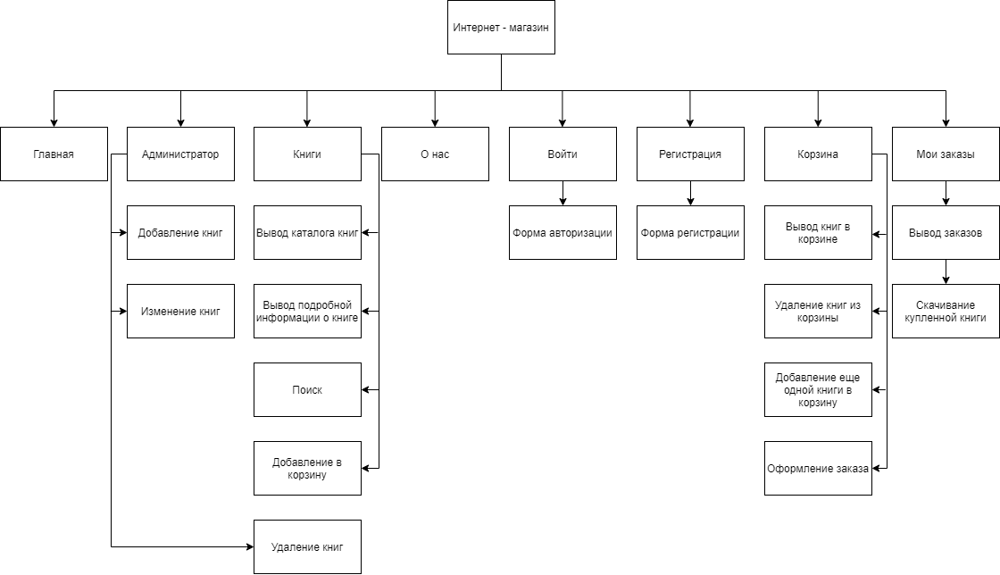 Интернет - магазин
Главная
Администратор
Книги
О нас
Войти
Регистрация
Корзина
Мои заказы
Добавление книг
Вывод каталога книг
Форма авторизации
Форма регистрации
Вывод книг в
корзине
Вывод заказов
Изменение книг
Вывод подробной
информации о книге
Удаление книг из
корзины
Скачивание
купленной книги
Поиск
Добавление еще
одной книги в
корзину
Добавление в
корзину
Оформление заказа
Удаление книг